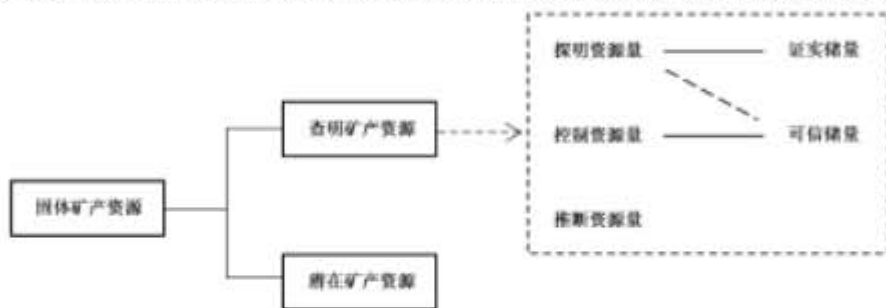 探明资源量 证实储量
查明矿产资源
控制资源量 可信储量
固体矿产资源
推断资源量
潜在矿产资源